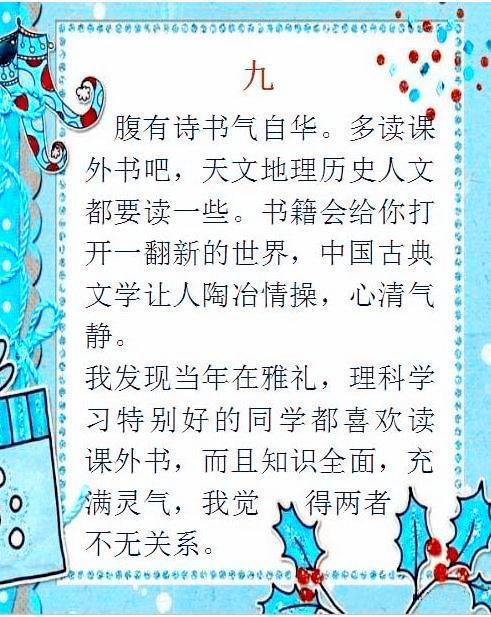 九
腹有诗书气自华。多读课
外书吧，天文地理历史人文
都要读一些。书籍会给你打
开一翻新的世界，中国古典
文学让人陶冶情操，心清气
静。
我发现当年在雅礼，理科学
习特别好的同学都喜欢读
课外书，而且知识全面，充
满灵气，我觉 得两者
不无关系。